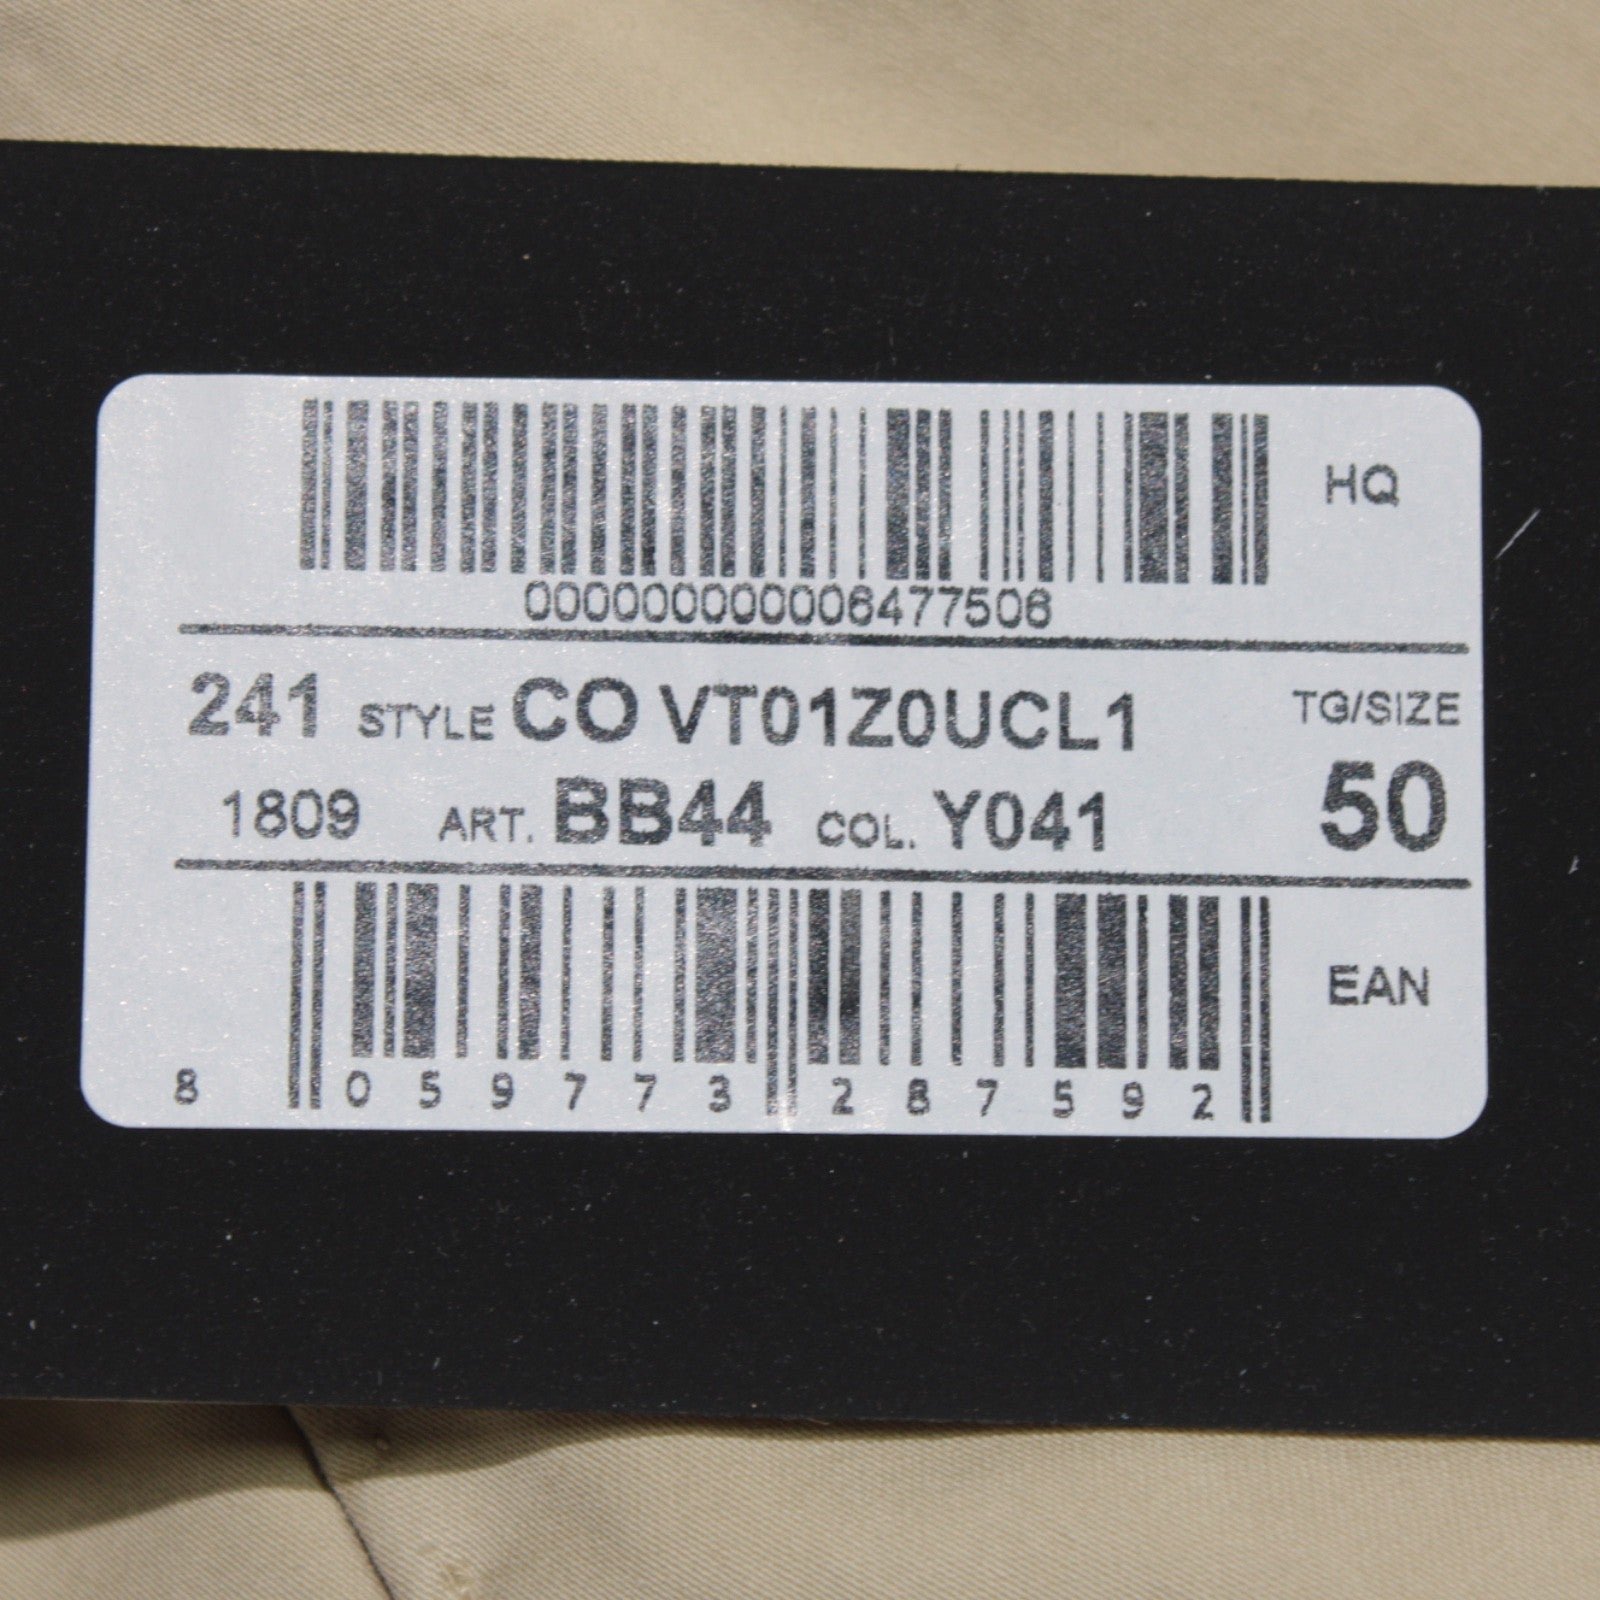 HQ
000000000006477506
241 STYLE CO VT01Z0UCL1 TG/SIZE
1809 ART. BB44 COL. Y041 50
EAN
8 059773 287592